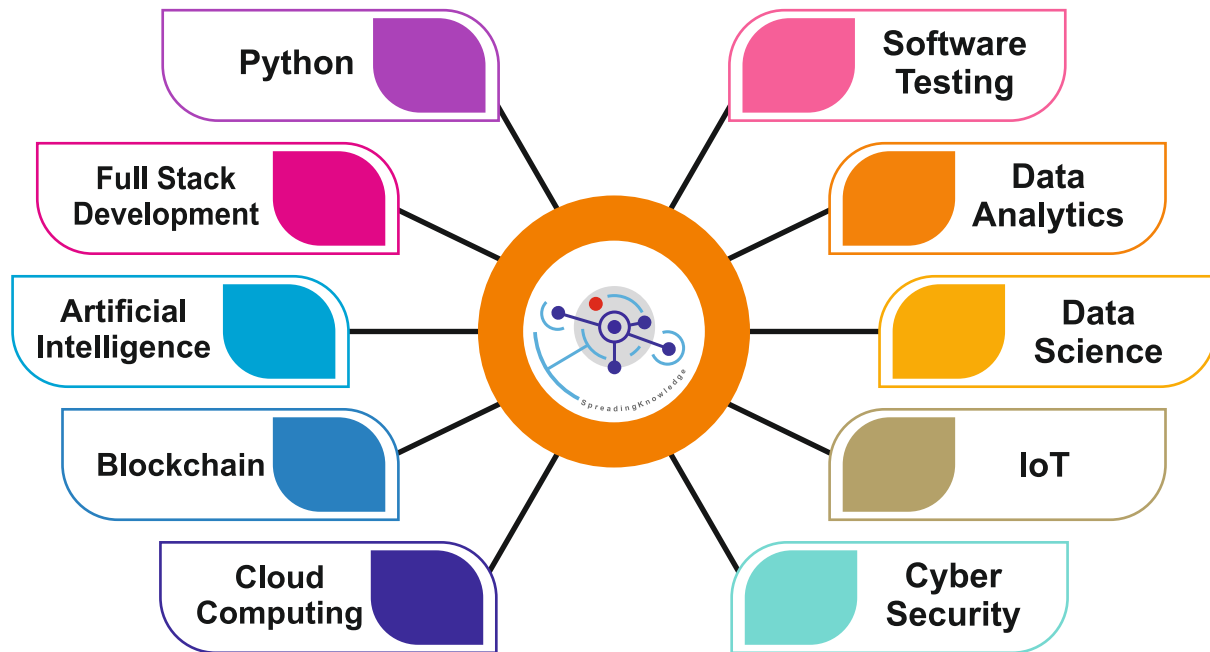 Python
Full Stack
Development
Artificial
Intelligence
Blockchain
Cloud
Computing
SpreadingKnowledge
Software
Testing
Data
Analytics
Data
Science
IoT
Cyber
Security